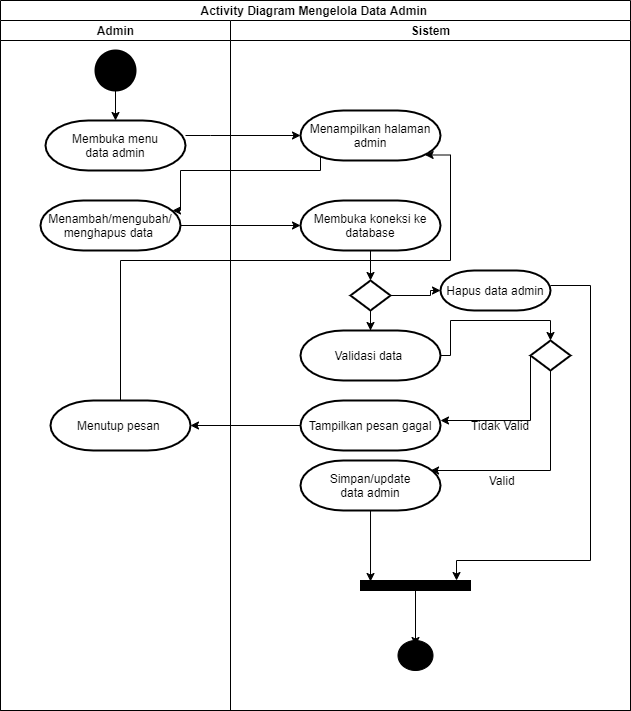 Activity Diagram Mengelola Data Admin
Admin
Sistem
Membuka menu
data admin
Menampilkan halaman
admin
Menambah/mengubah/
menghapus data
Membuka koneksi ke
database
Hapus data admin
Validasi data
Menutup pesan
Tampilkan pesan gagal
Tidak Valid
Simpan/update
data admin
Valid